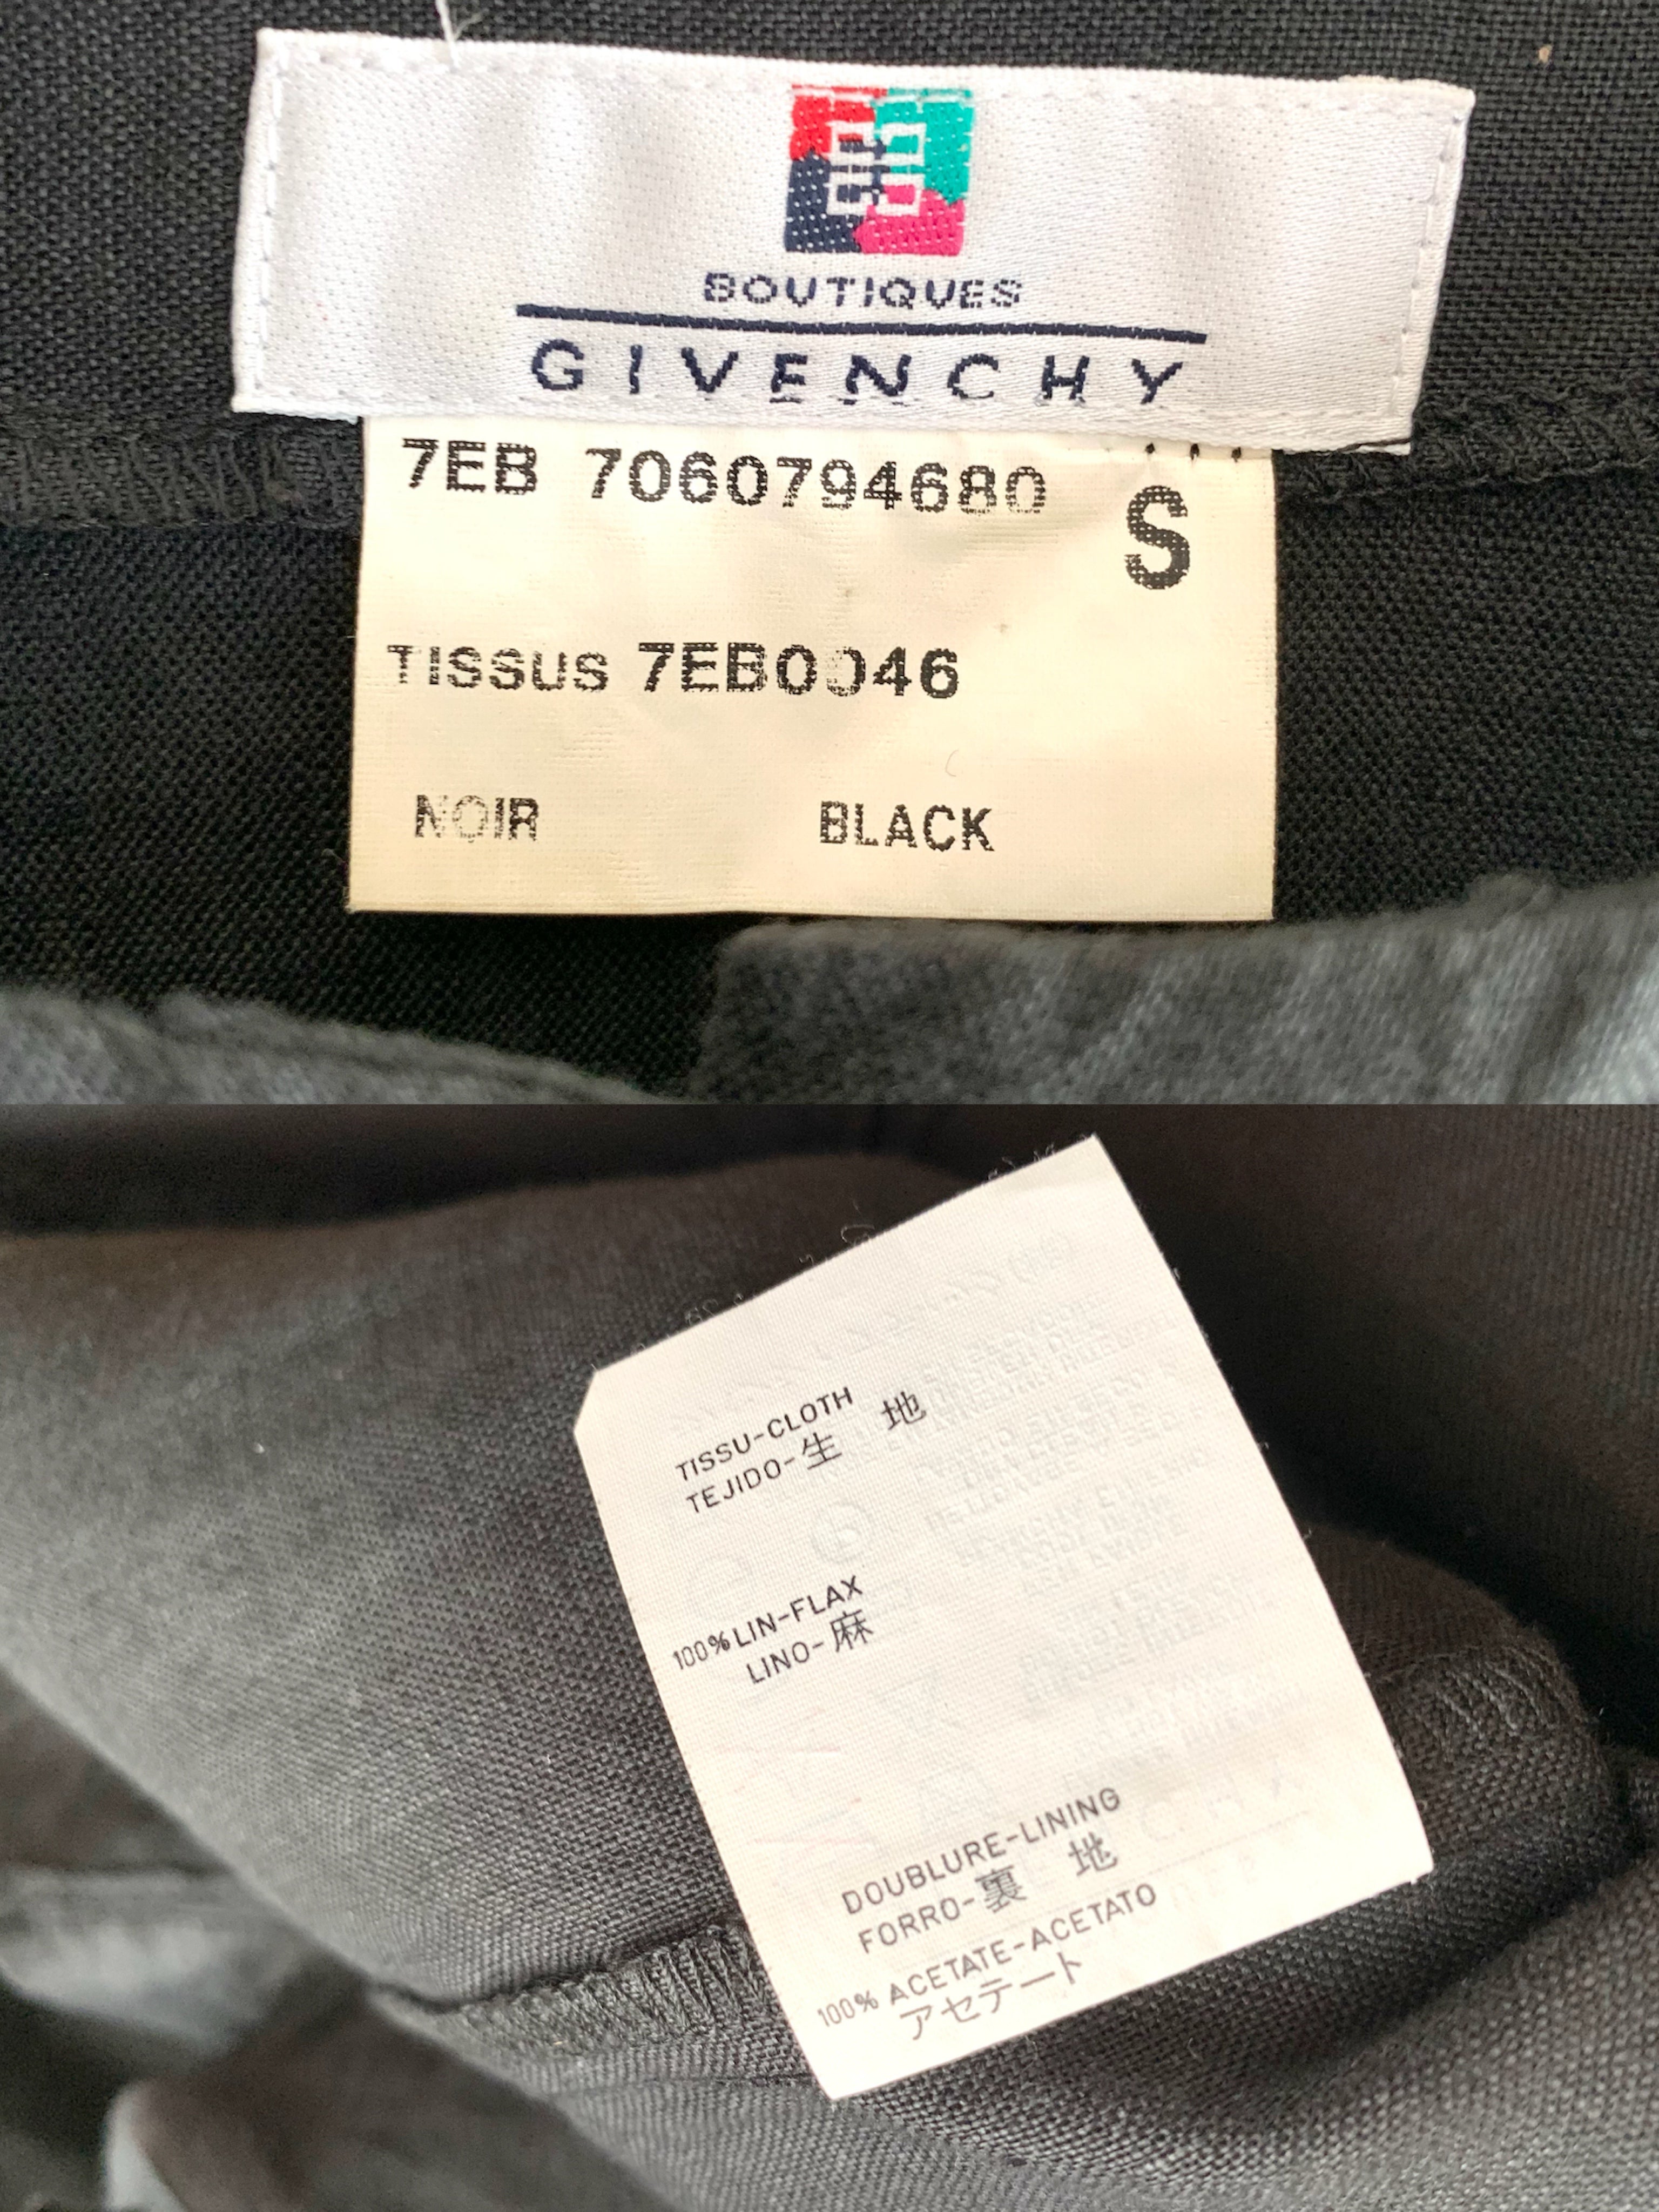 BOUTIQUES
GIVENCHY
7EB 7060794680
S
TISSUS 7EB0046
NOIR BLACK
TISSU-CLOTH
TEJIDO-生 地
100% LIN-FLAX
LINO-麻
DOUBLURE-LINING
FORRO-裏 地
100% ACETATE-ACETATO
アセテート